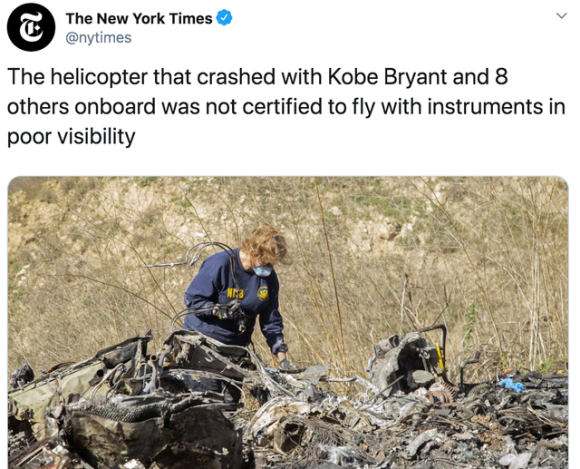 The New York Times
@nytimes
The helicopter that crashed with Kobe Bryant and 8
others onboard was not certified to fly with instruments in
poor visibility
NTSB